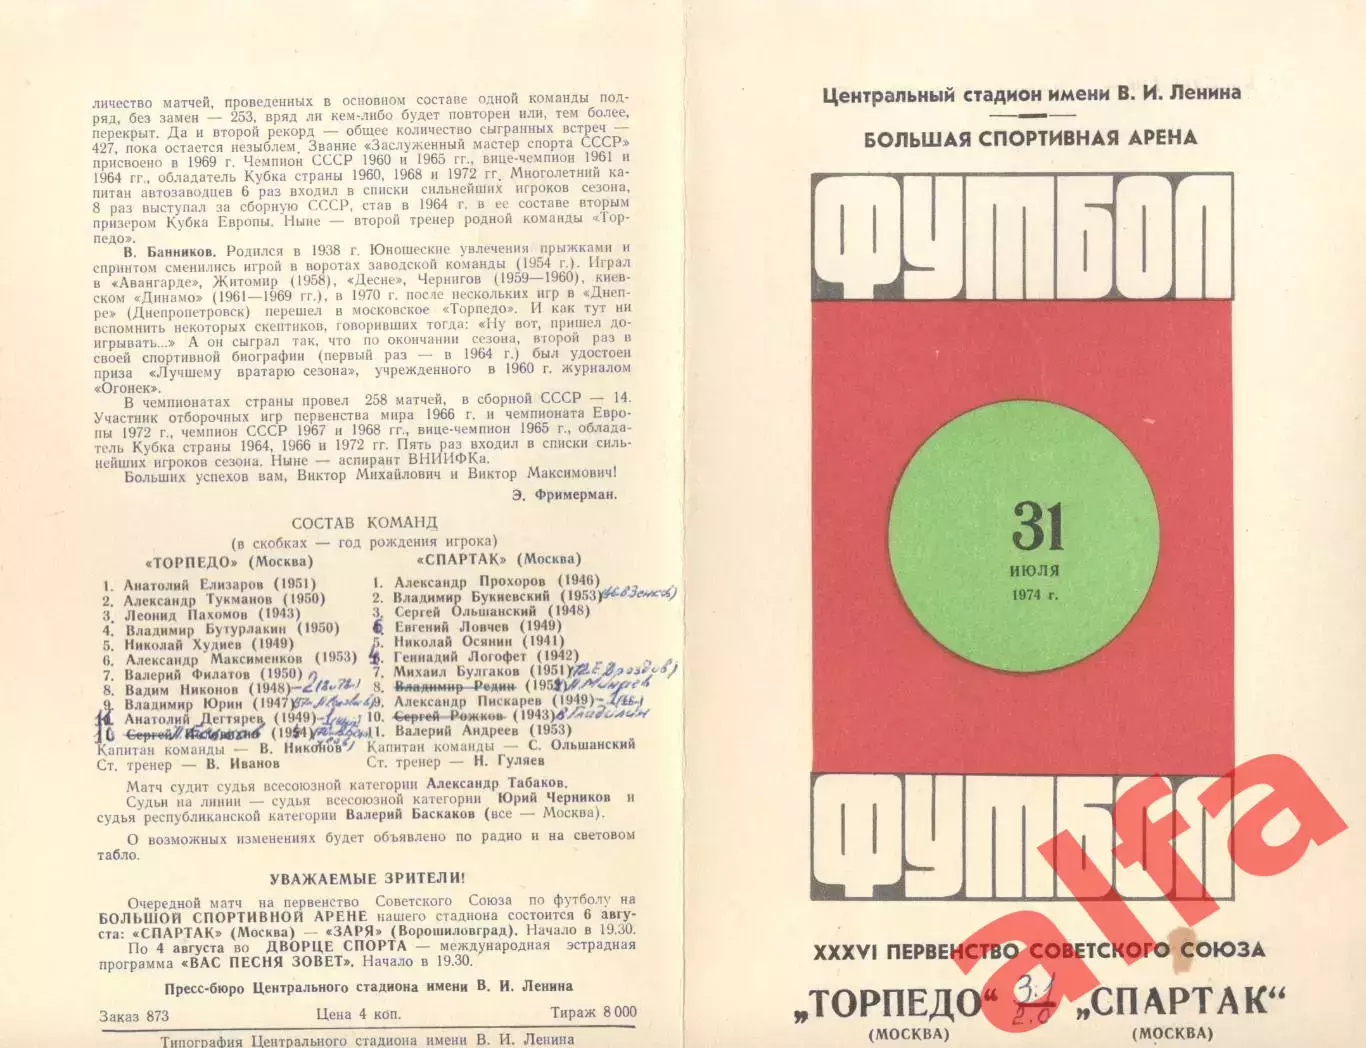 личество матчей, проведенных в основном составе одной команды под-
ряд, без замен — 253, вряд ли кем-либо будет повторен или, тем более,
перекрыт. Да и второй рекорд — общее количество сыгранных встреч —
427, пока остается незыблем. Звание «Заслуженный мастер спорта СССР»
присвоено в 1969 г. Чемпион СССР 1960 и 1965 гг., вице-чемпион 1961 и
1964 гг., обладатель Кубка страны 1960, 1968 и 1972 гг. Многолетний ка-
питан автозаводцев 6 раз входил в списки сильнейших игроков сезона,
8 раз выступал за сборную СССР, став в 1964 г. в ее составе вторым
призером Кубка Европы. Ныне — второй тренер родной команды «Тор-
педо».
В. Банников. Родился в 1938 г. Юношеские увлечения прыжками и
спринтом сменились игрой в воротах заводской команды (1954 г.). Играл
в «Авангарде», Житомир (1958), «Десне», Чернигов (1959—1960), киев-
ском «Динамо» (1961—1969 гг.), в 1970 г. после нескольких игр в «Днеп-
ре» (Днепропетровск) перешел в московское «Торпедо». И как тут ни
вспомнить некоторых скептиков, говоривших тогда: «Ну вот, пришел до-
игрывать...» А он сыграл так, что по окончании сезона, второй раз в
своей спортивной биографии (первый раз — в 1964 г.) был удостоен
приза «Лучшему вратарю сезона», учрежденного в 1960 г. журналом
«Огонек».
В чемпионатах страны провел 258 матчей, в сборной СССР — 14.
Участник отборочных игр первенства мира 1966 г. и чемпионата Евро-
пы 1972 г., чемпион СССР 1967 и 1968 гг., вице-чемпион 1965 г., облада-
тель Кубка страны 1964, 1966 и 1972 гг. Пять раз входил в списки силь-
нейших игроков сезона. Ныне — аспирант ВНИИФКа.
Больших успехов вам, Виктор Михайлович и Виктор Максимович!
Э. Фримерман.
СОСТАВ КОМАНД
(в скобках — год рождения игрока)
«ТОРПЕДО» (Москва)
1. Анатолий Елизаров (1951)
2. Александр Тукманов (1950)
3. Леонид Пахомов (1943)
4. Владимир Бутурлакин (1950)
5. Николай Худиев (1949)
6. Александр Максименков (1953)
7. Валерий Филатов (1950)
8. Вадим Никонов (1948)
9. Владимир Юрин (1947)
11. Анатолий Дегтярев (1949)
10 Сергей (1954)
Капитан команды — В. Никонов
Ст. тренер — В. Иванов
«СПАРТАК» (Москва)
1. Александр Прохоров (1946)
2. Владимир Букиевский (1953)
3. Сергей Ольшанский (1948)
6. Евгений Ловчев (1949)
5. Николай Осянин (1941)
4. Геннадий Логофет (1942)
7. Михаил Булгаков (1951)
8. Владимир Редин (1952) Минаев
9. Александр Пискарев (1949)
10. Сергей Рожков (1943) В Гладилин
11. Валерий Андреев (1953)
Капитан команды — С. Ольшанский
Ст. тренер — Н. Гуляев
Матч судит судья всесоюзной категории Александр Табаков.
Судьи на линии — судья всесоюзной категории Юрий Черников и
судья республиканской категории Валерий Баскаков (все — Москва).
О возможных изменениях будет объявлено по радио и на световом
табло.
УВАЖАЕМЫЕ ЗРИТЕЛИ!
Очередной матч на первенство Советского Союза по футболу на
БОЛЬШОЙ СПОРТИВНОЙ АРЕНЕ нашего стадиона состоится 6 авгу-
ста: «СПАРТАК» (Москва) — «ЗАРЯ» (Ворошиловград). Начало в 19.30.
По 4 августа во ДВОРЦЕ СПОРТА — международная эстрадная
программа «ВАС ПЕСНЯ ЗОВЕТ». Начало в 19.30.
Пресс-бюро Центрального стадиона имени В. И. Ленина
Заказ 873 Цена 4 коп. Тираж 8 000
Типография Центрального стадиона имени В. И. Ленина
Центральный стадион имени В. И. Ленина
БОЛЬШАЯ СПОРТИВНАЯ АРЕНА
ФУТБОЛ
31
ИЮЛЯ
1974 г.
ФУТБОЛ
XXXVI ПЕРВЕНСТВО СОВЕТСКОГО СОЮЗА
„ТОРПЕДО“ 3:1 „СПАРТАК“
2:0
(МОСКВА) (МОСКВА)
alfa